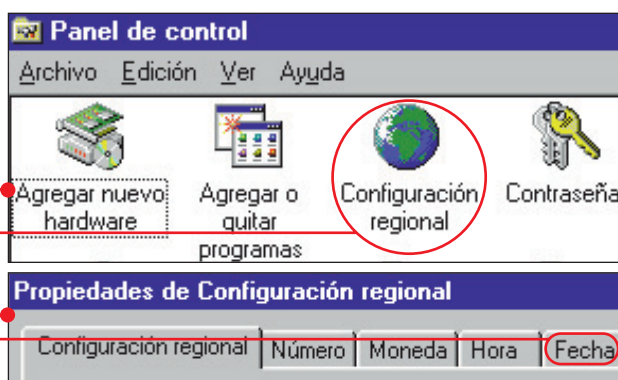 Panel de control
Archivo Edición Ver Ayuda
Agregar nuevo hardware
Agregar o quitar programas
Configuración regional
Contraseña
Propiedades de Configuración regional
Configuración regional Número Moneda Hora Fecha